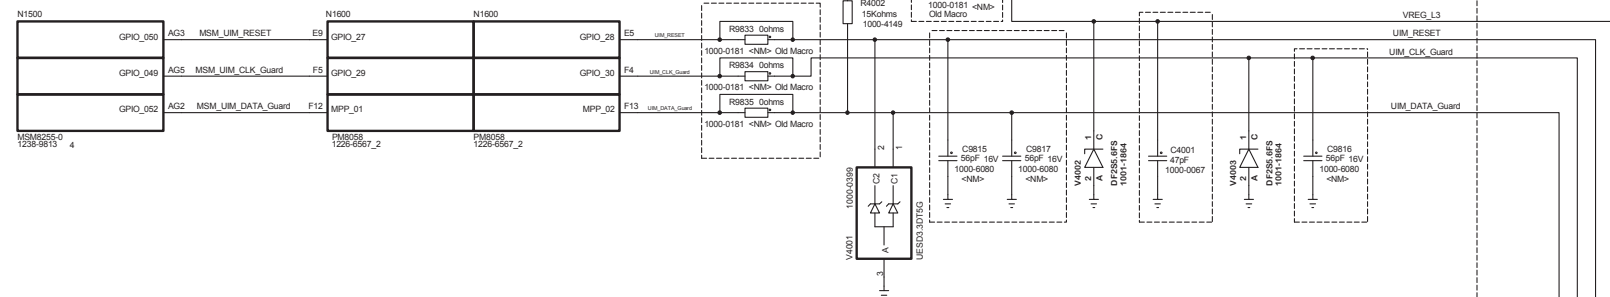 N1500
N1600
N1600
GPIO_050
AG3
MSM_UIM_RESET
E9
GPIO_27
GPIO_28
E5
UIM_RESET
GPIO_049
AG5
MSM_UIM_CLK_Guard
F5
GPIO_29
GPIO_30
F4
UIM_CLK_Guard
GPIO_052
AG2
MSM_UIM_DATA_Guard
F12
MPP_01
MPP_02
F13
UIM_DATA_Guard
MSM8255-0
1238-9813 4
PM8058
1226-6567_2
PM8058
1226-6567_2
R9833 0ohms
1000-0181 <NM> Old Macro
R9834 0ohms
1000-0181 <NM> Old Macro
R9835 0ohms
1000-0181 <NM> Old Macro
R4002
15Kohms
1000-4149
1000-0181 <NM>
Old Macro
VREG_L3
UIM_RESET
UIM_CLK_Guard
UIM_DATA_Guard
2
1
C2
C1
A
3
1000-0399
V4001
UESD3.3DT5G
C9815
56pF 16V
1000-6080
<NM>
C9817
56pF 16V
1000-6080
<NM>
1 C
V4002
2 A
DF2S5.6FS
1001-1864
C4001
47pF
1000-0067
1 C
V4003
2 A
DF2S5.6FS
1001-1864
C9816
56pF 16V
1000-6080
<NM>